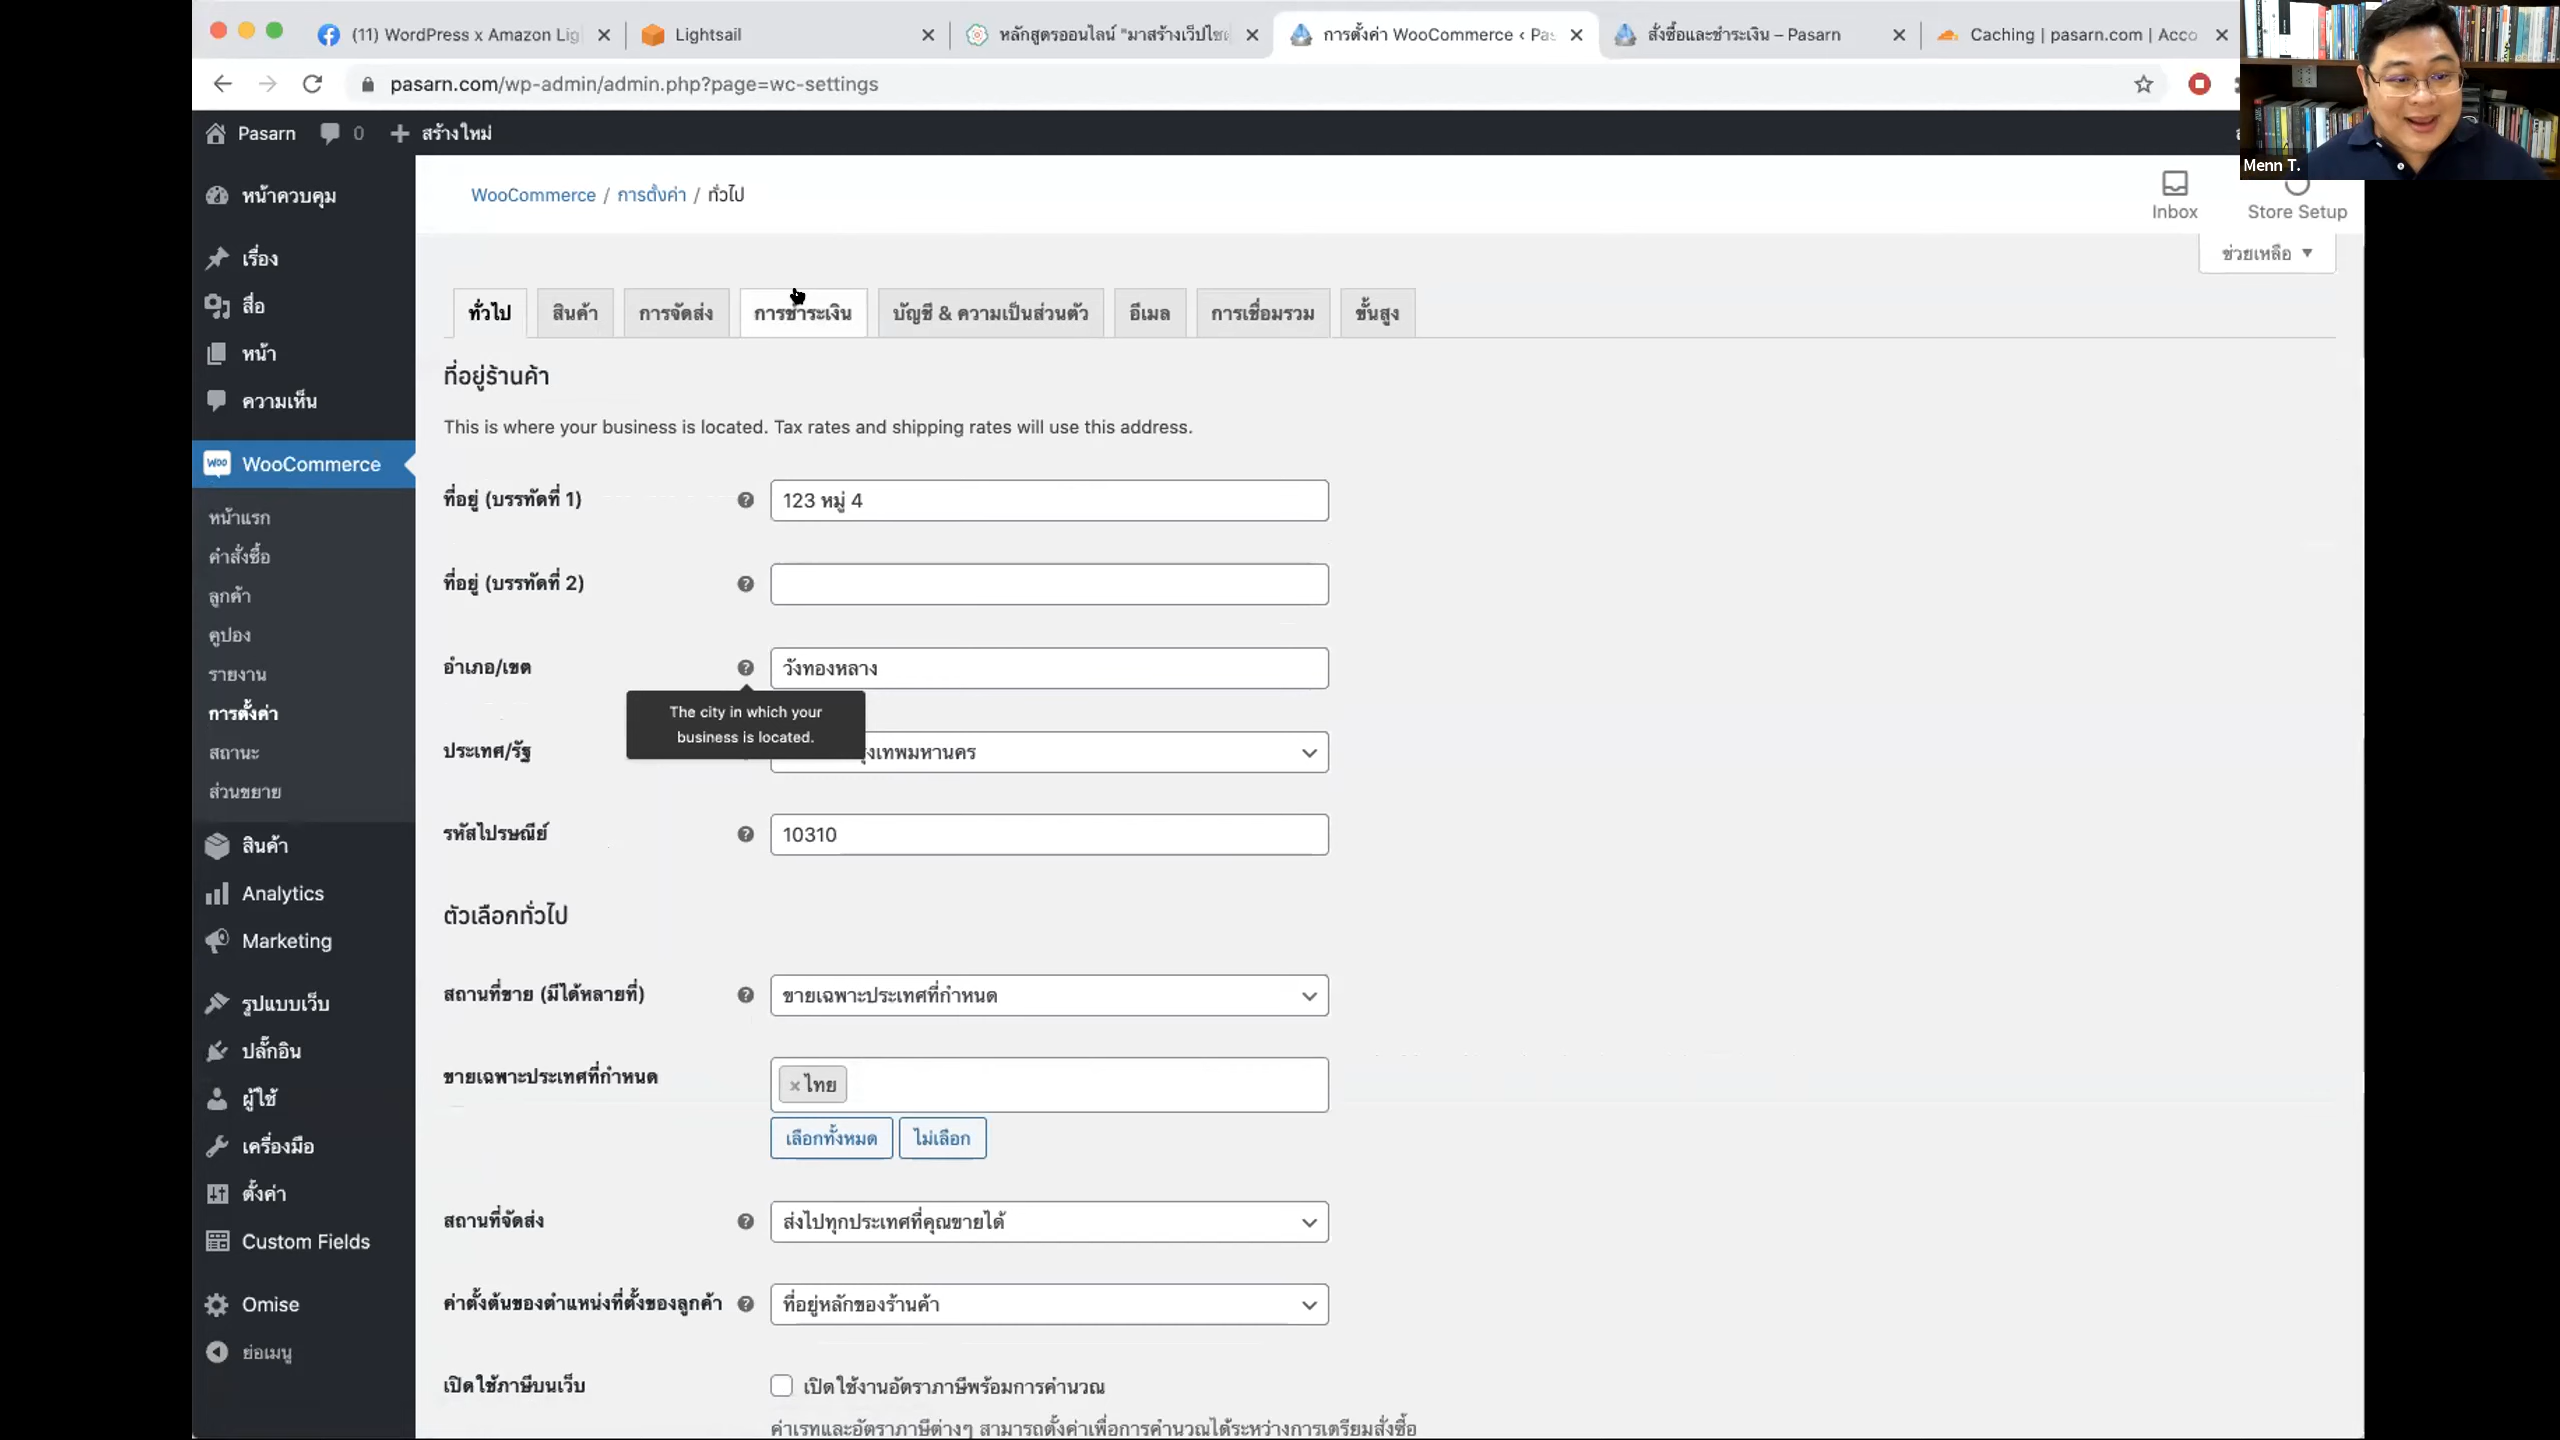 (11) WordPress x Amazon Lig
Lightsail
หลักสูตรออนไลน์ "มาสร้างเว็ปไซต์
การตั้งค่า WooCommerce ‹ Pas
สั่งซื้อและชำระเงิน – Pasarn
Caching | pasarn.com | Acco
pasarn.com/wp-admin/admin.php?page=wc-settings
Pasarn
0
สร้างใหม่
Menn T.
หน้าควบคุม
เรื่อง
สื่อ
หน้า
ความเห็น
WooCommerce
หน้าแรก
คำสั่งซื้อ
ลูกค้า
คูปอง
รายงาน
การตั้งค่า
สถานะ
ส่วนขยาย
สินค้า
Analytics
Marketing
รูปแบบเว็บ
ปลั๊กอิน
ผู้ใช้
เครื่องมือ
ตั้งค่า
Custom Fields
Omise
ย่อเมนู
WooCommerce / การตั้งค่า / ทั่วไป
Inbox
Store Setup
ช่วยเหลือ
ทั่วไป
สินค้า
การจัดส่ง
การชำระเงิน
บัญชี & ความเป็นส่วนตัว
อีเมล
การเชื่อมรวม
ขั้นสูง
ที่อยู่ร้านค้า
This is where your business is located. Tax rates and shipping rates will use this address.
ที่อยู่ (บรรทัดที่ 1)
123 หมู่ 4
ที่อยู่ (บรรทัดที่ 2)
อำเภอ/เขต
วังทองหลาง
The city in which your
business is located.
ประเทศ/รัฐ
งเทพมหานคร
รหัสไปรษณีย์
10310
ตัวเลือกทั่วไป
สถานที่ขาย (มีได้หลายที่)
ขายเฉพาะประเทศที่กำหนด
ขายเฉพาะประเทศที่กำหนด
× ไทย
เลือกทั้งหมด
ไม่เลือก
สถานที่จัดส่ง
ส่งไปทุกประเทศที่คุณขายได้
ค่าตั้งต้นของตำแหน่งที่ตั้งของลูกค้า
ที่อยู่หลักของร้านค้า
เปิดใช้ภาษีบนเว็บ
เปิดใช้งานอัตราภาษีพร้อมการคำนวณ
ค่าเรทและอัตราภาษีต่างๆ สามารถตั้งค่าเพื่อการคำนวณได้ระหว่างการเตรียมสั่งซื้อ